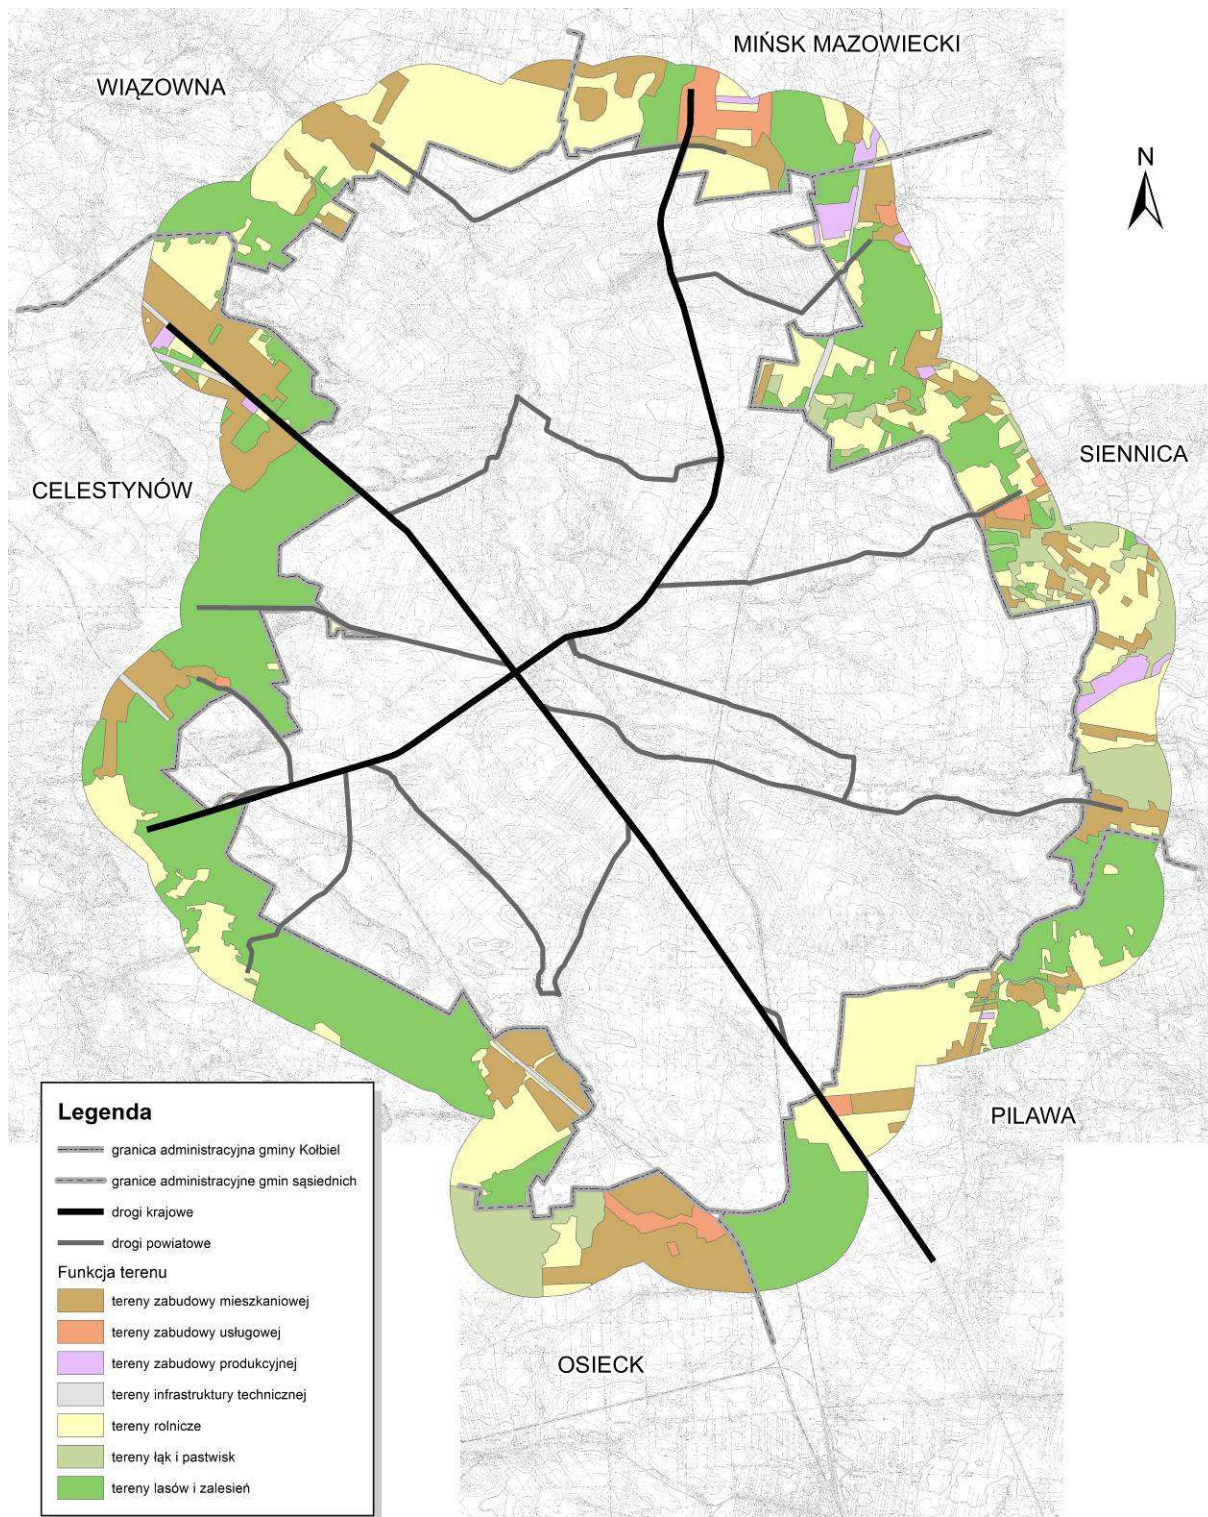 MIŃSK MAZOWIECKI
WIĄZOWNA
N
SIENNICA
CELESTYNÓW
PILAWA
OSIECK
Legenda
granica administracyjna gminy Kołbiel
granice administracyjne gmin sąsiednich
drogi krajowe
drogi powiatowe
Funkcja terenu
tereny zabudowy mieszkaniowej
tereny zabudowy usługowej
tereny zabudowy produkcyjnej
tereny infrastruktury technicznej
tereny rolnicze
tereny łąk i pastwisk
tereny lasów i zalesień